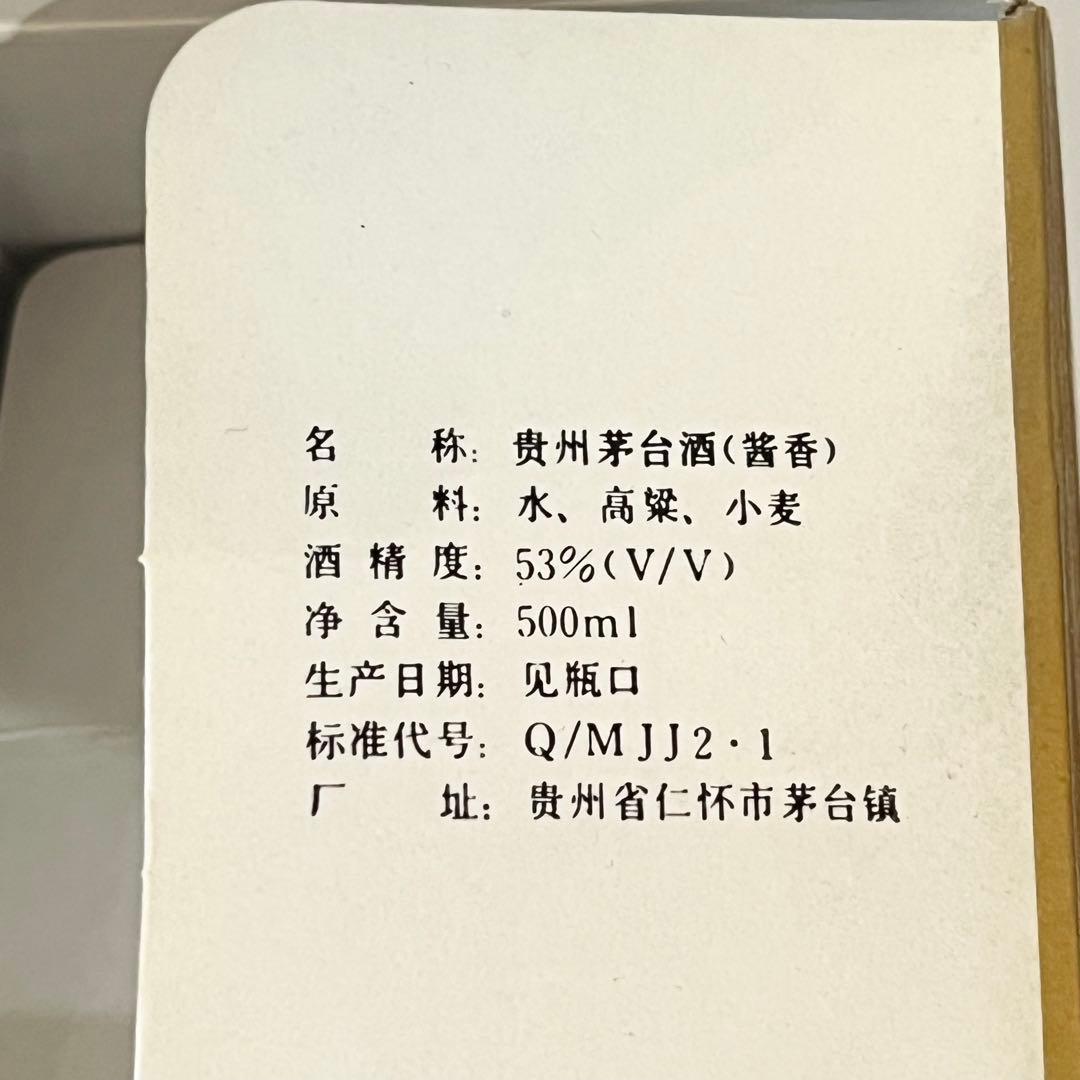 名称：贵州茅台酒(酱香)
原料：水、高粱、小麦
酒精度：53%(V/V)
净含量：500ml
生产日期：见瓶口
标准代号：Q/MJJ2·1
厂址：贵州省仁怀市茅台镇